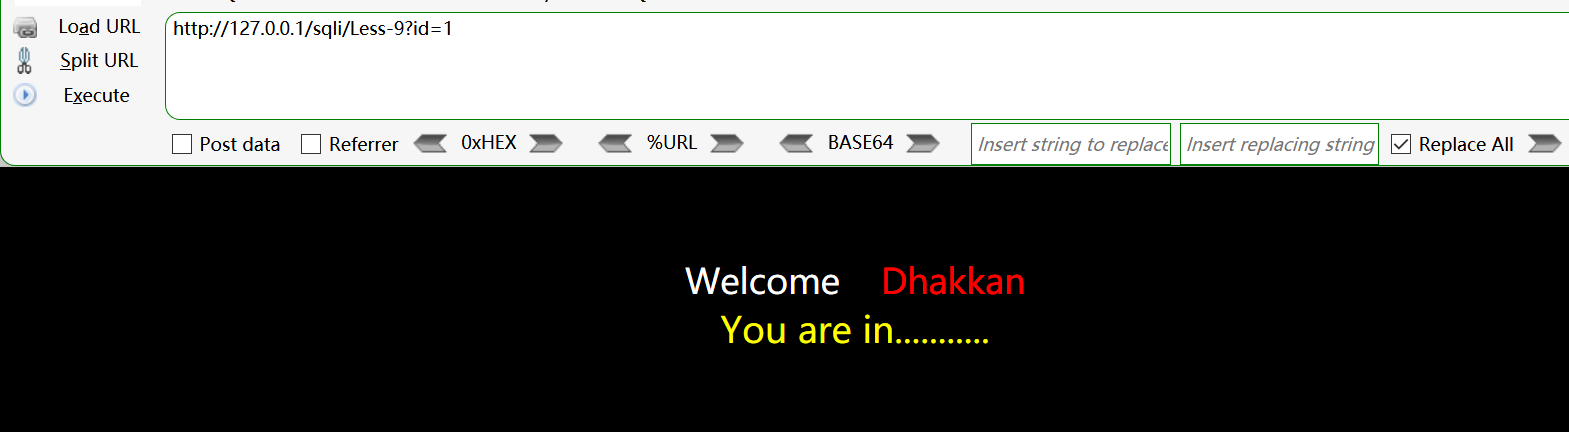 Load URL
http://127.0.0.1/sqli/Less-9?id=1
Split URL
Execute
Post data Referrer 0xHEX %URL BASE64 Insert string to replace Insert replacing string Replace All
Welcome Dhakkan
You are in...........